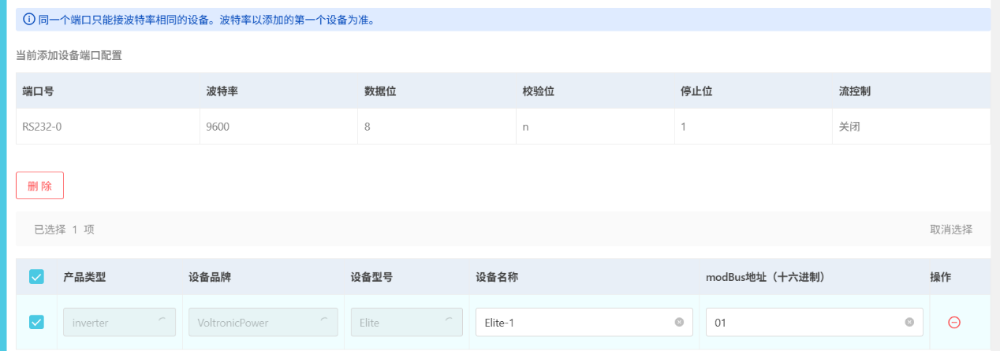 同一个端口只能接波特率相同的设备。波特率以添加的第一个设备为准。
当前添加设备端口配置
端口号 波特率 数据位 校验位 停止位 流控制
RS232-0 9600 8 n 1 关闭
删 除
已选择 1 项 取消选择
产品类型 设备品牌 设备型号 设备名称 modBus地址（十六进制） 操作
inverter VoltronicPower Elite Elite-1 01